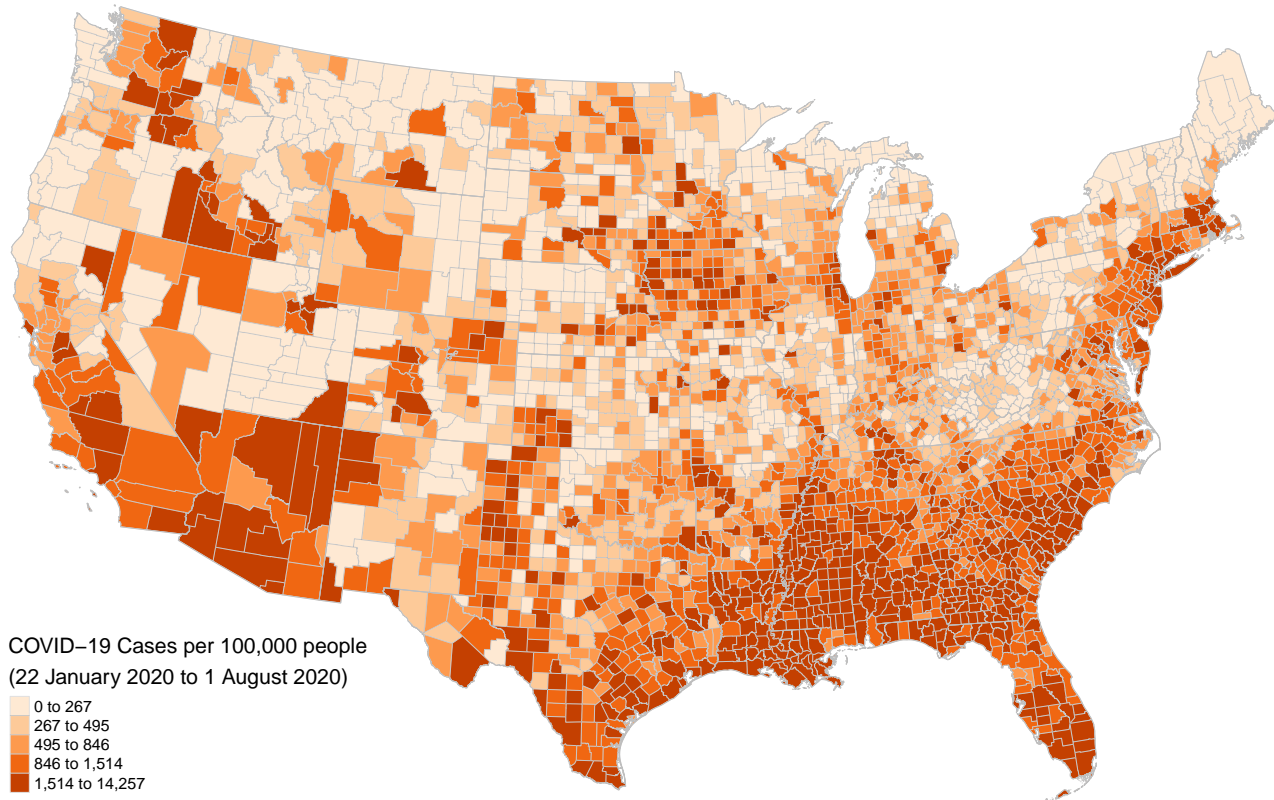 COVID−19 Cases per 100,000 people
(22 January 2020 to 1 August 2020)
0 to 267
267 to 495
495 to 846
846 to 1,514
1,514 to 14,257